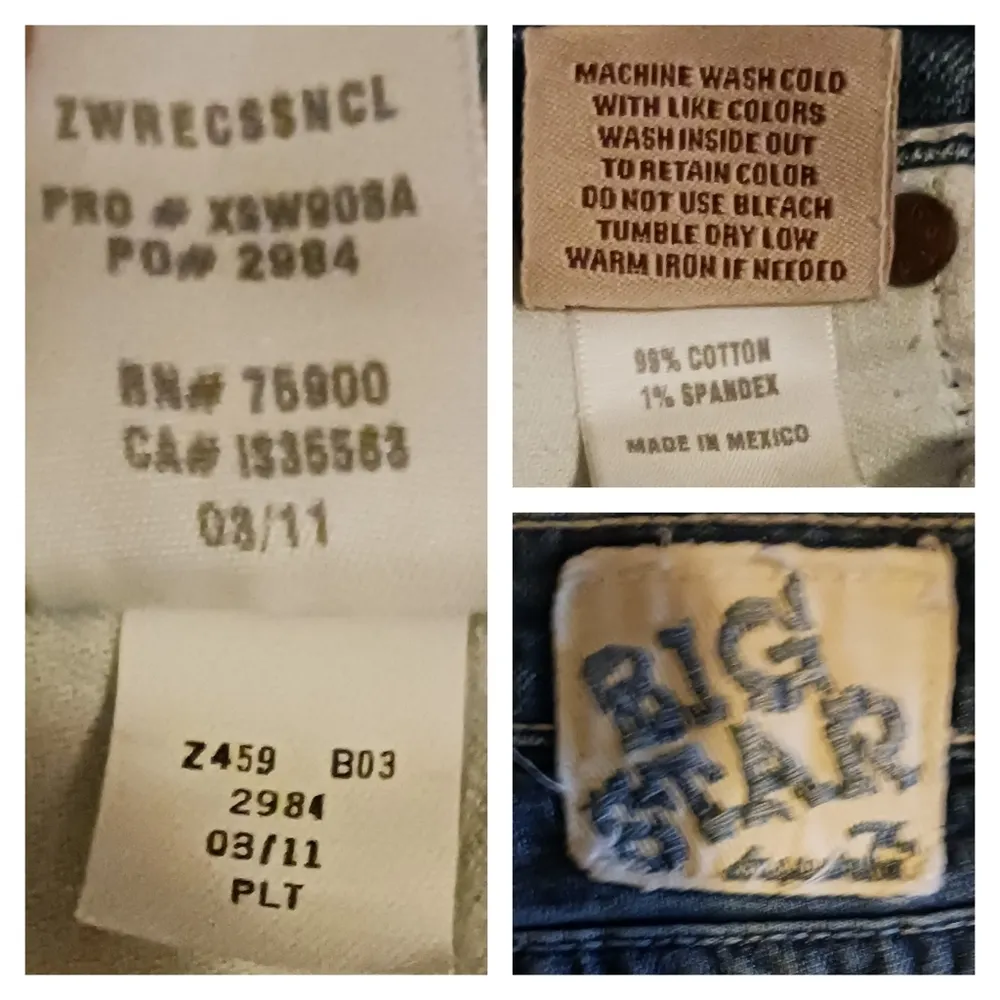 ZWRECSSNCL
PRO # XSW908A
PO# 2984
RN# 75900
CA# IS36563
03/11
Z459 B03
2984
03/11
PLT
MACHINE WASH COLD
WITH LIKE COLORS
WASH INSIDE OUT
TO RETAIN COLOR
DO NOT USE BLEACH
TUMBLE DRY LOW
WARM IRON IF NEEDED
99% COTTON
1% SPANDEX
MADE IN MEXICO
BIG
STAR